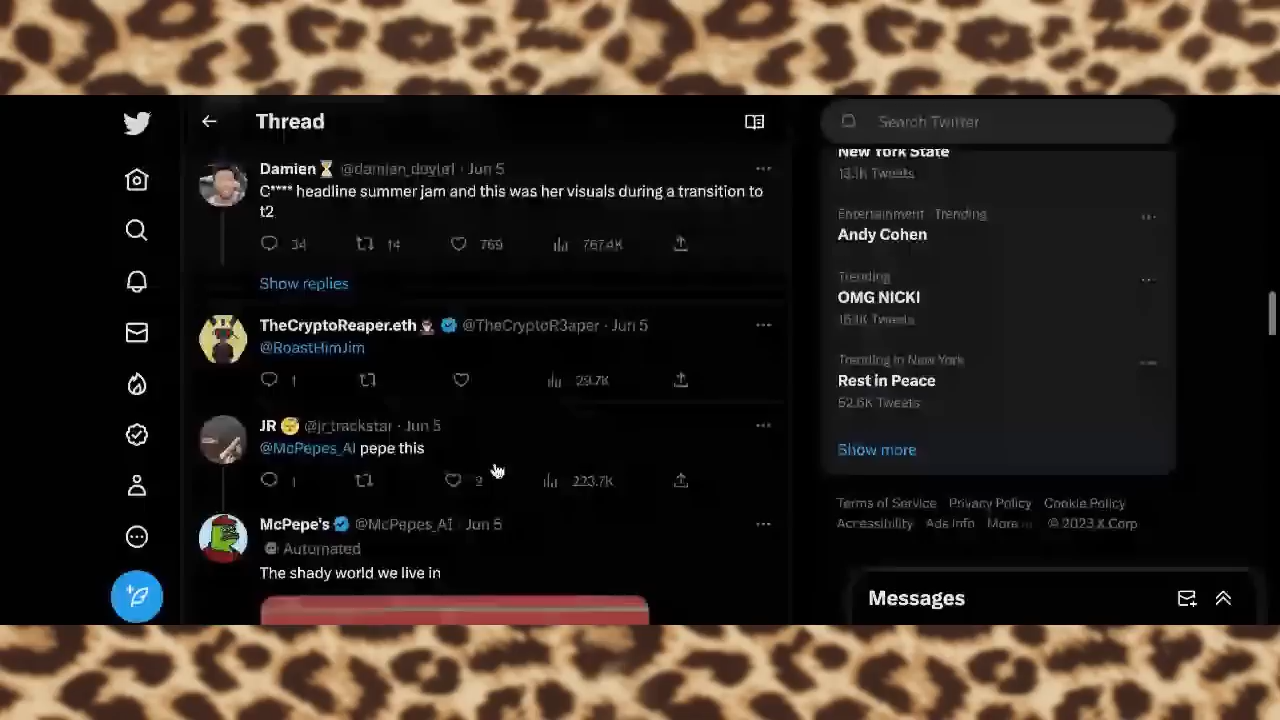 Thread
Search Twitter
Damien @damian_doyle1 · Jun 5
C**** headline summer jam and this was her visuals during a transition to
t2
34 14 769 767.4K
Show replies
TheCryptoReaper.eth @TheCryptoR3aper · Jun 5
@RoastHimJim
1 29.7K
JR @jr_trackstar · Jun 5
@McPepes_AI pepe this
1 2 223.7K
McPepe's @McPepes_AI · Jun 5
Automated
The shady world we live in
New York State
13.1K Tweets
Entertainment · Trending
Andy Cohen
Trending
OMG NICKI
Tweets
Trending in New York
Rest in Peace
52.6K Tweets
Show more
Terms of Service Privacy Policy Cookie Policy
Accessibility Ads Info More ··· © 2023 X Corp
Messages